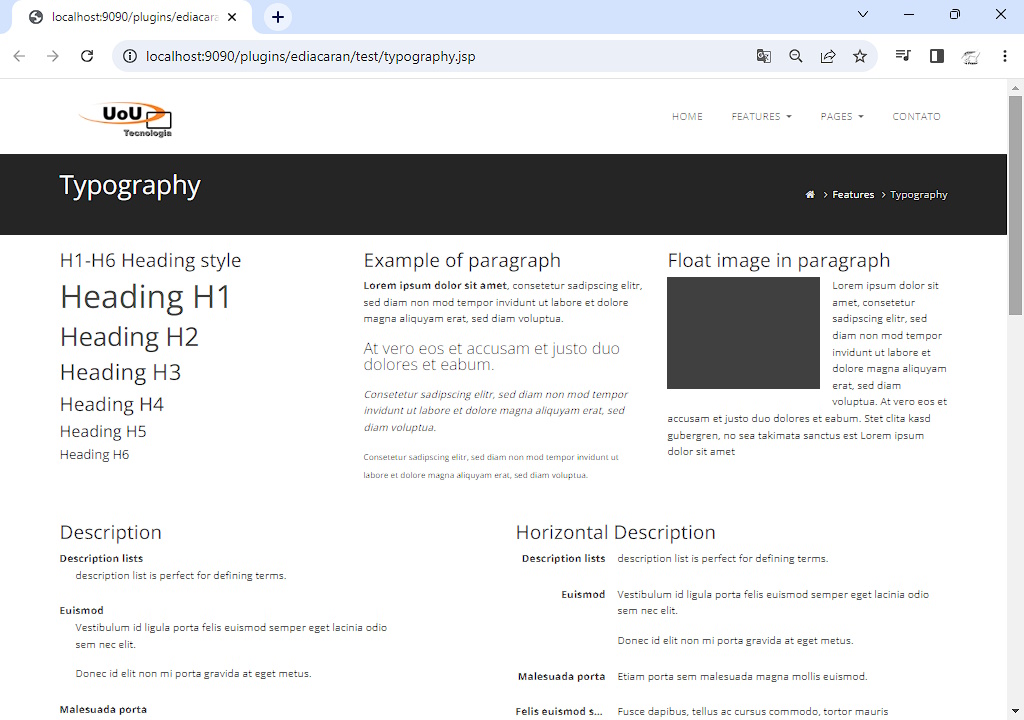 localhost:9090/plugins/ediacara
localhost:9090/plugins/ediacaran/test/typography.jsp
UoU
Tecnologia
HOME FEATURES PAGES CONTATO
Typography
Features Typography
H1-H6 Heading style
Heading H1
Heading H2
Heading H3
Heading H4
Heading H5
Heading H6
Example of paragraph
Lorem ipsum dolor sit amet, consetetur sadipscing elitr,
sed diam non mod tempor invidunt ut labore et dolore
magna aliquyam erat, sed diam voluptua.
At vero eos et accusam et justo duo
dolores et eabum.
Consetetur sadipscing elitr, sed diam non mod tempor
invidunt ut labore et dolore magna aliquyam erat, sed
diam voluptua.
Consetetur sadipscing elitr, sed diam non mod tempor invidunt ut
labore et dolore magna aliquyam erat, sed diam voluptua.
Float image in paragraph
Lorem ipsum dolor sit
amet, consetetur
sadipscing elitr, sed
diam non mod tempor
invidunt ut labore et
dolore magna aliquyam
erat, sed diam
voluptua. At vero eos et
accusam et justo duo dolores et eabum. Stet clita kasd
gubergren, no sea takimata sanctus est Lorem ipsum
dolor sit amet
Description
Description lists
description list is perfect for defining terms.
Euismod
Vestibulum id ligula porta felis euismod semper eget lacinia odio
sem nec elit.
Donec id elit non mi porta gravida at eget metus.
Malesuada porta
Horizontal Description
Description lists description list is perfect for defining terms.
Euismod Vestibulum id ligula porta felis euismod semper eget lacinia odio
sem nec elit.
Donec id elit non mi porta gravida at eget metus.
Malesuada porta Etiam porta sem malesuada magna mollis euismod.
Felis euismod s... Fusce dapibus, tellus ac cursus commodo, tortor mauris